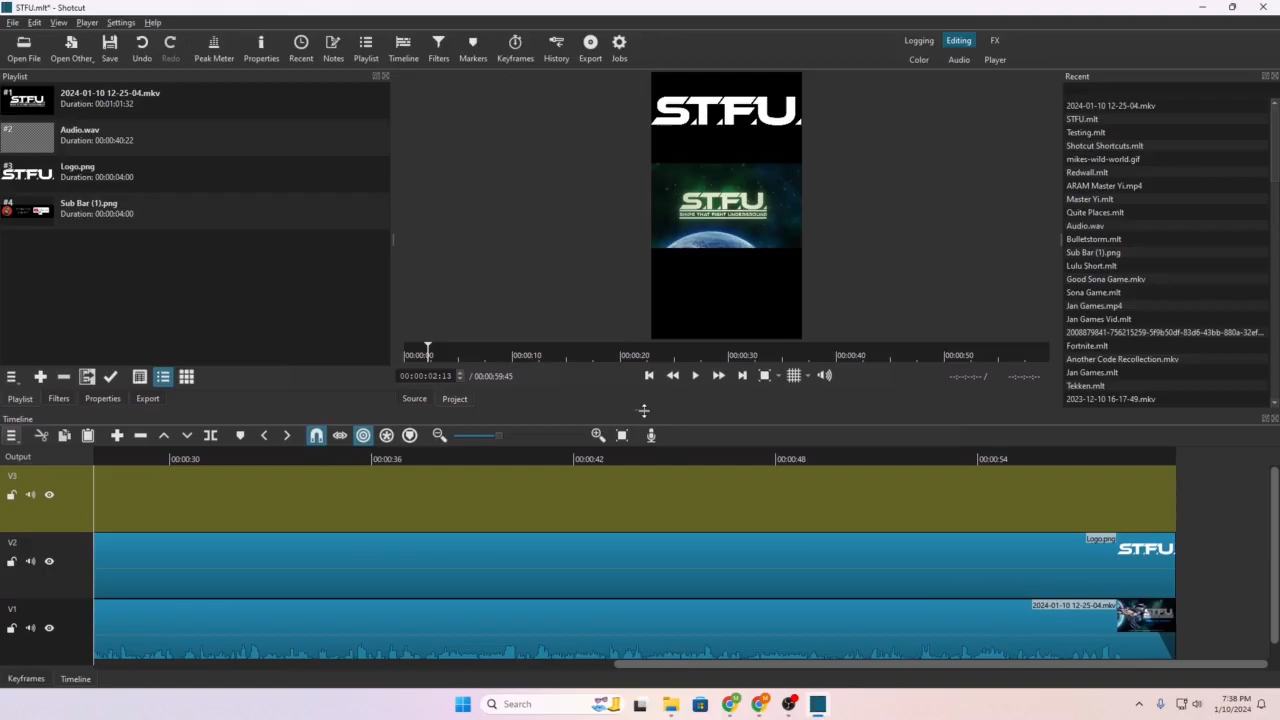 STFU.mlt* - Shotcut
File Edit View Player Settings Help
Open File Open Other. Save Undo Redo Peak Meter Properties Recent Notes Playlist Timeline Filters Markers Keyframes History Export Jobs
Logging Editing FX
Color Audio Player
Playlist
#1 2024-01-10 12-25-04.mkv
Duration: 00:01:01:32
#2 Audio.wav
Duration: 00:00:40:22
#3 Logo.png
Duration: 00:00:04:00
#4 Sub Bar (1).png
Duration: 00:00:04:00
S.T.F.U.
S.T.F.U.
SHIPS THAT FIGHT UNDERGROUND
Recent
2024-01-10 12-25-04.mkv
STFU.mlt
Testing.mlt
Shotcut Shortcuts.mlt
mikes-wild-world.gif
Redwall.mlt
ARAM Master Yi.mp4
Master Yi.mlt
Quite Places.mlt
Audio.wav
Bulletstorm.mlt
Sub Bar (1).png
Lulu Short.mlt
Good Sona Game.mkv
Sona Game.mlt
Jan Games.mp4
Jan Games Vid.mlt
2008879841-756215259-5f9b50df-83d6-43bb-880a-32ef...
Fortnite.mlt
Another Code Recollection.mkv
Jan Games.mlt
Tekken.mlt
2023-12-10 16-17-49.mkv
00:00:00 00:00:10 00:00:20 00:00:30 00:00:40 00:00:50
00:00:02:13 / 00:00:59:45
--:--:--:-- / --:--:--:--
Playlist Filters Properties Export
Source Project
Timeline
Output 00:00:30 00:00:36 00:00:42 00:00:48 00:00:54
V3
V2
Logo.png
S.T.F.U.
V1
2024-01-10 12-25-04.mkv
Keyframes Timeline
Search
7:38 PM
1/10/2024